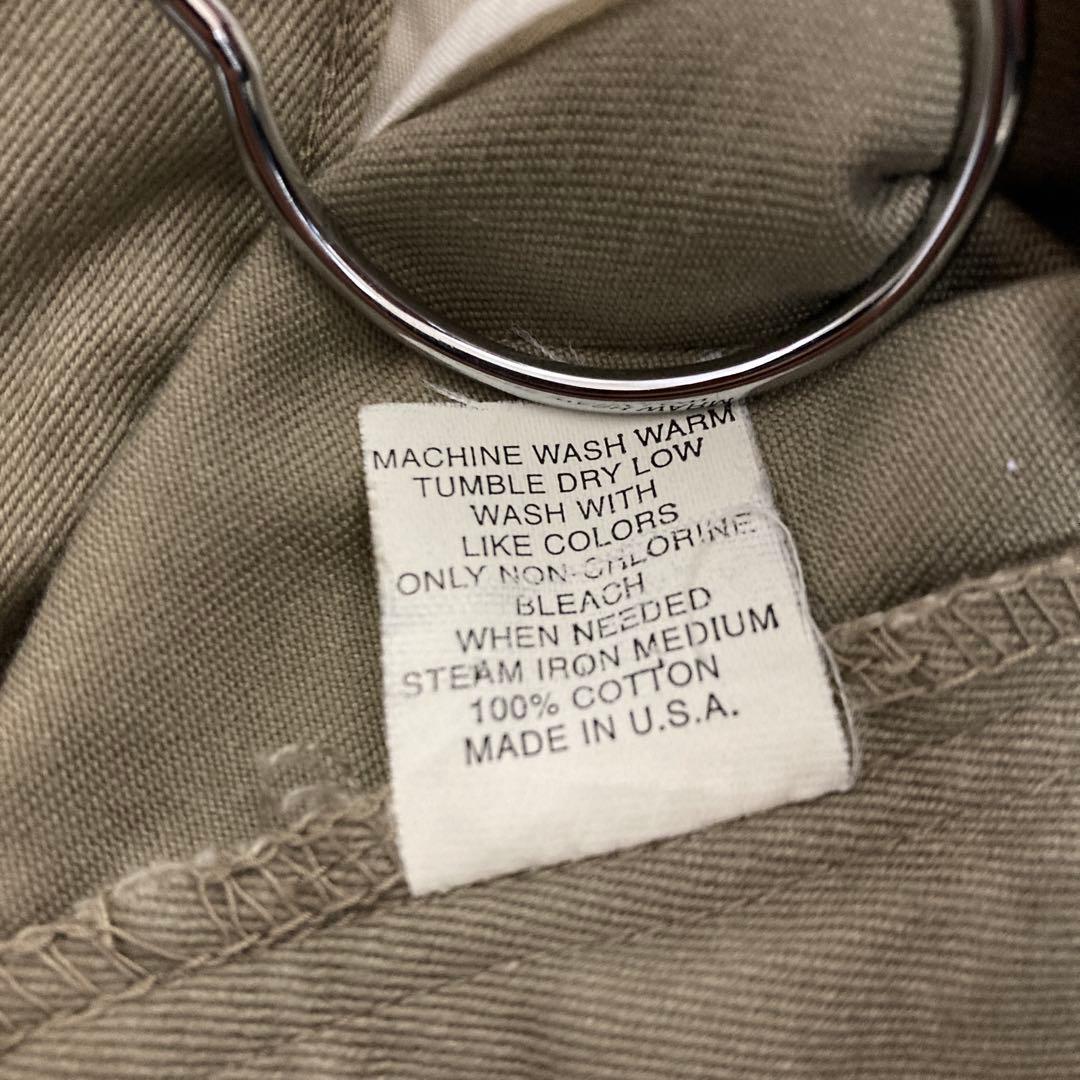 MACHINE WASH WARM
TUMBLE DRY LOW
WASH WITH
LIKE COLORS
ONLY NON-CHLORINE
BLEACH
WHEN NEEDED
STEAM IRON MEDIUM
100% COTTON
MADE IN U.S.A.